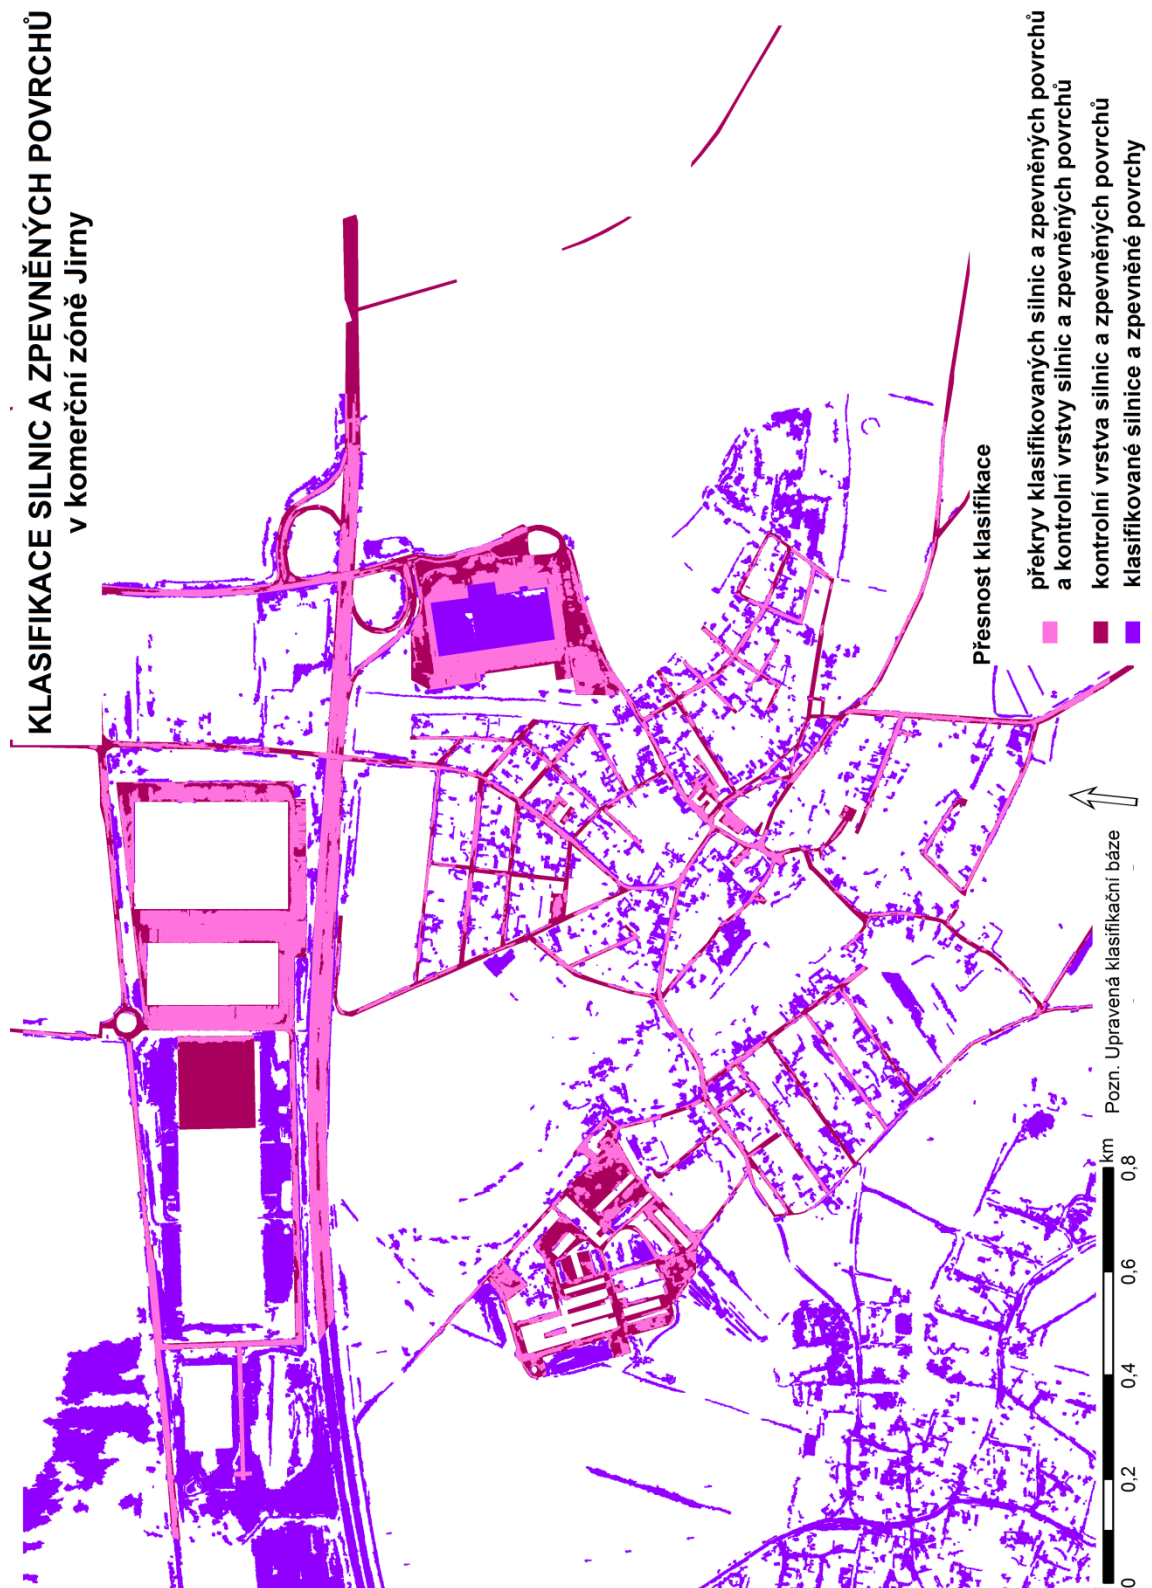 KLASIFIKACE SILNIC A ZPEVNĚNÝCH POVRCHŮ
v komerční zóně Jirny
Přesnost klasifikace
překryv klasifikovaných silnic a zpevněných povrchů
a kontrolní vrstvy silnic a zpevněných povrchů
kontrolní vrstva silnic a zpevněných povrchů
klasifikované silnice a zpevněné povrchy
Pozn. Upravená klasifikační báze
0 0,2 0,4 0,6 0,8
km